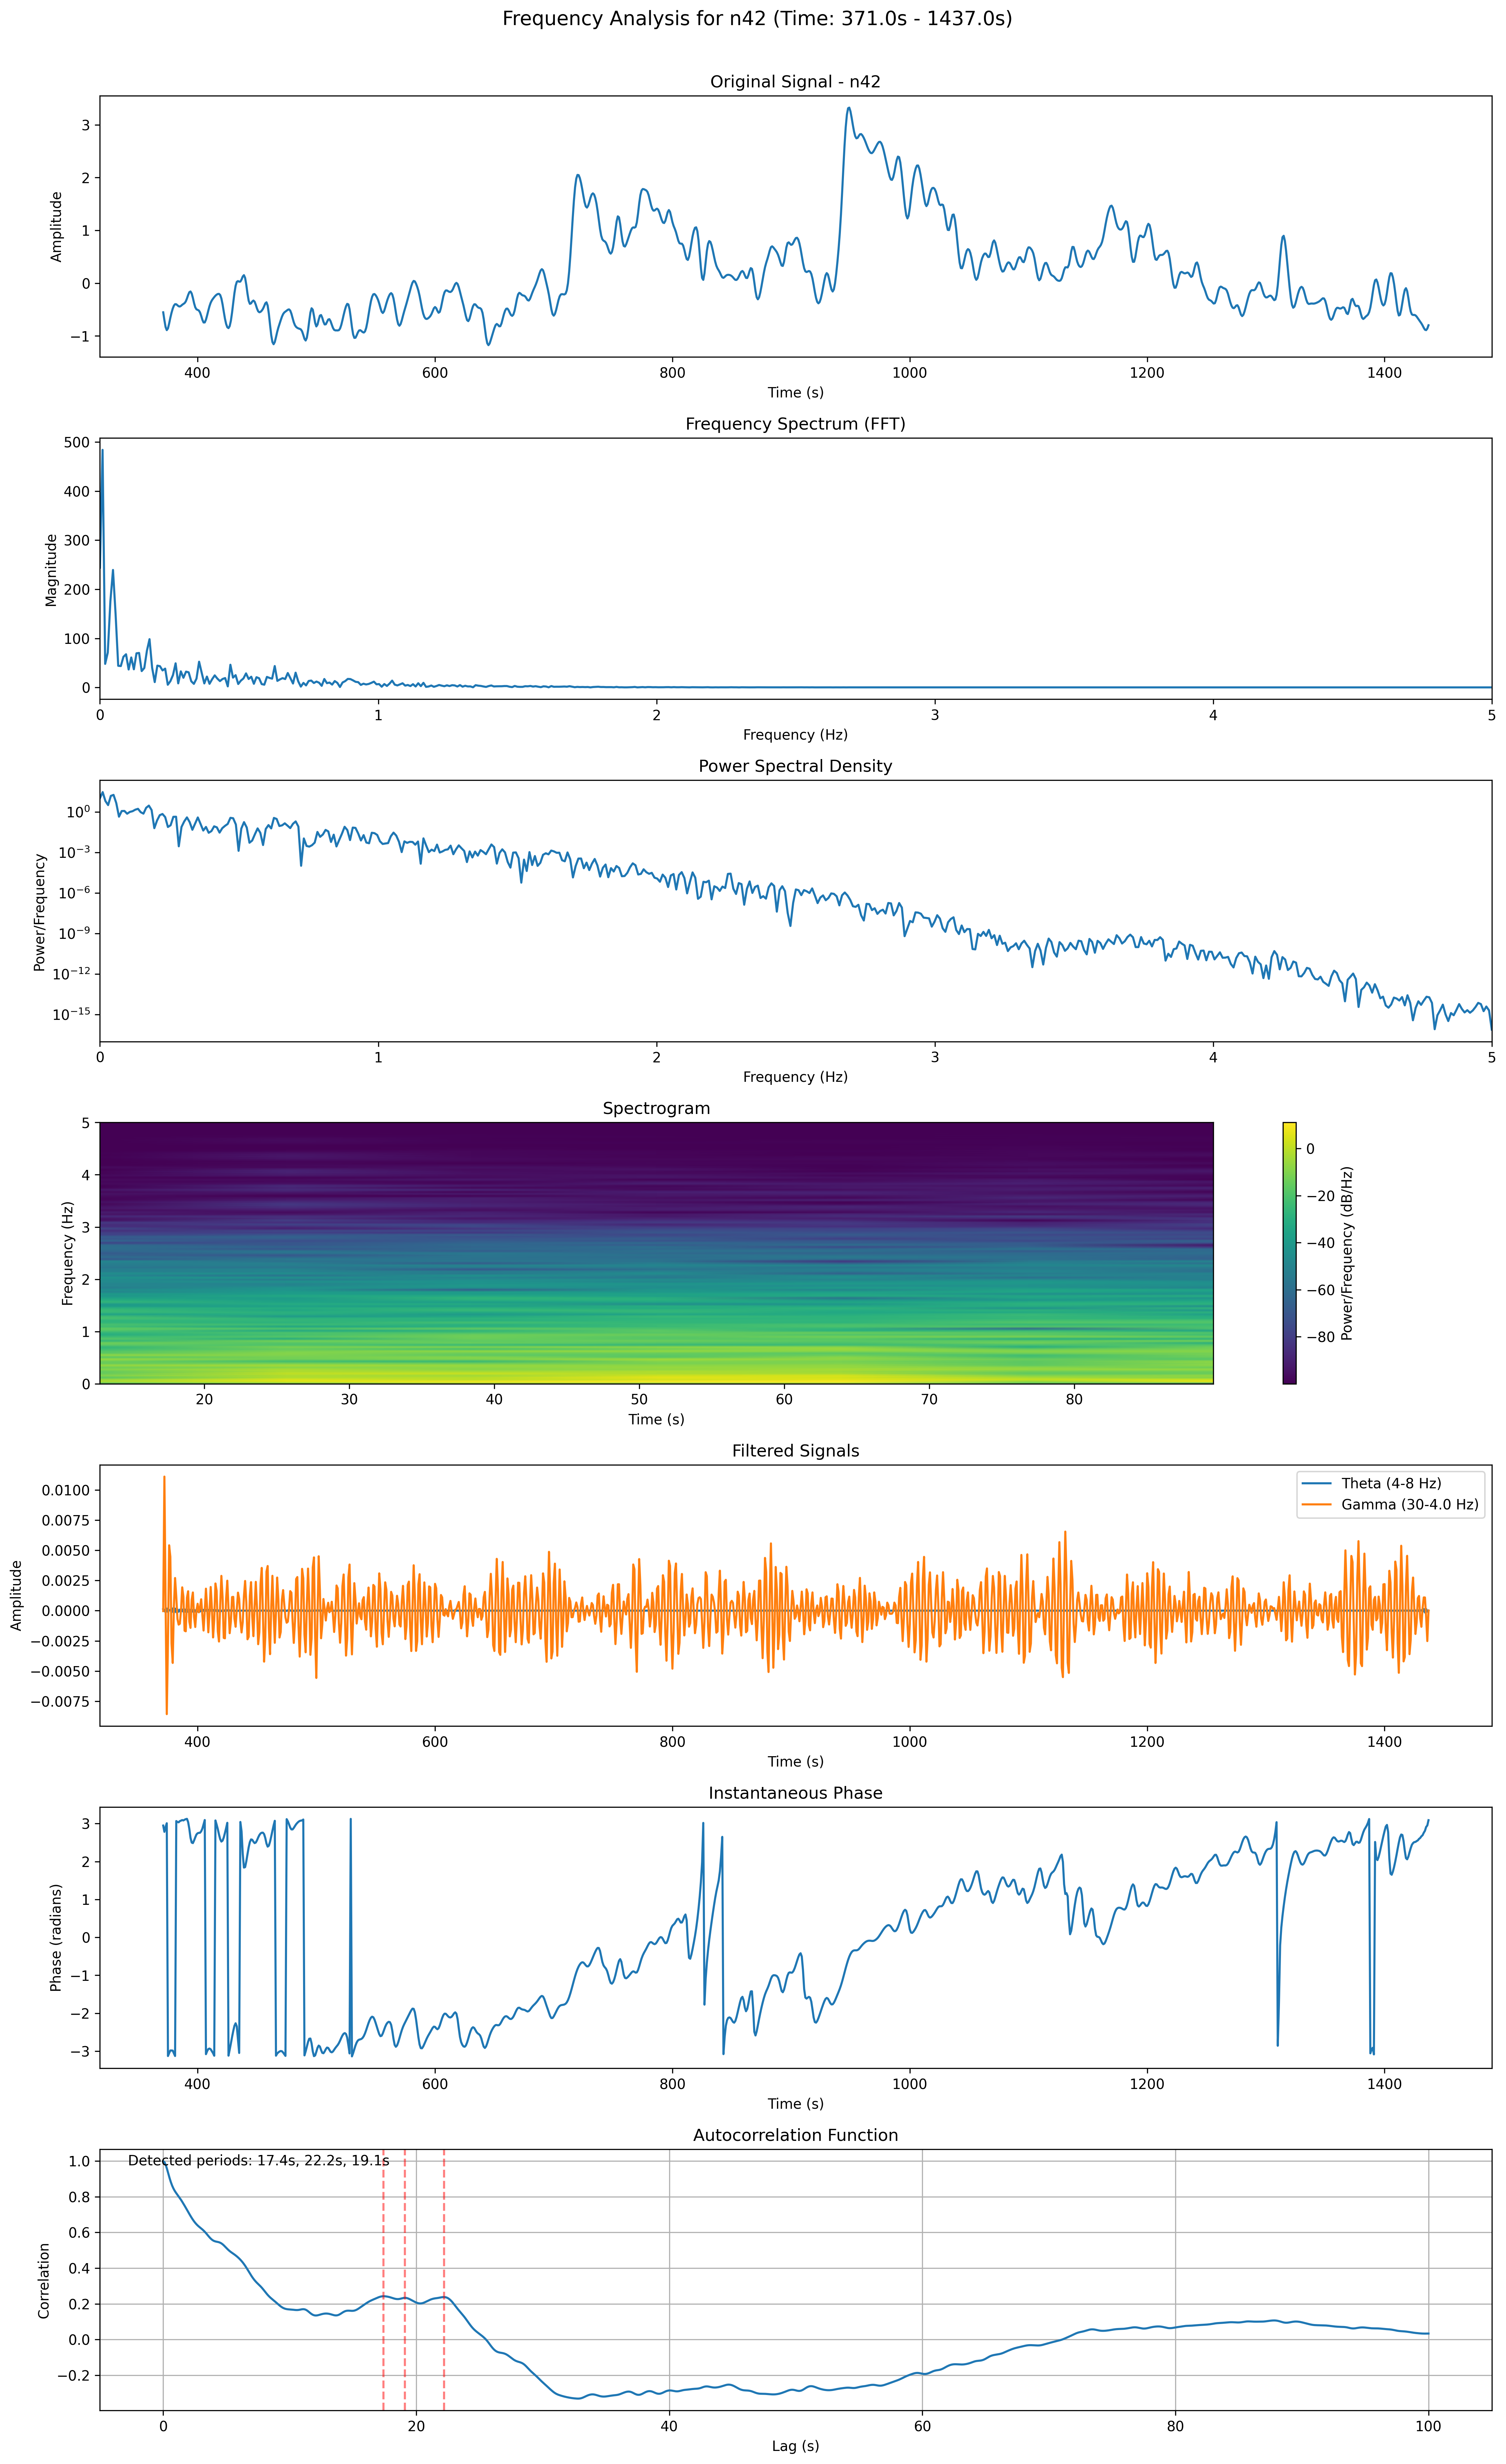 Frequency Analysis for n42 (Time: 371.0s - 1437.0s)
Original Signal - n42
Amplitude
3
2
1
0
−1
400 600 800 1000 1200 1400
Time (s)
Frequency Spectrum (FFT)
Magnitude
500
400
300
200
100
0
0 1 2 3 4 5
Frequency (Hz)
Power Spectral Density
Power/Frequency
10⁰
10⁻³
10⁻⁶
10⁻⁹
10⁻¹²
10⁻¹⁵
0 1 2 3 4 5
Frequency (Hz)
Spectrogram
Frequency (Hz)
5
4
3
2
1
0
20 30 40 50 60 70 80
Time (s)
0
−20
−40
−60
−80
Power/Frequency (dB/Hz)
Filtered Signals
Theta (4-8 Hz)
Gamma (30-4.0 Hz)
Amplitude
0.0100
0.0075
0.0050
0.0025
0.0000
−0.0025
−0.0050
−0.0075
400 600 800 1000 1200 1400
Time (s)
Instantaneous Phase
Phase (radians)
3
2
1
0
−1
−2
−3
400 600 800 1000 1200 1400
Time (s)
Autocorrelation Function
Detected periods: 17.4s, 22.2s, 19.1s
Correlation
1.0
0.8
0.6
0.4
0.2
0.0
−0.2
0 20 40 60 80 100
Lag (s)